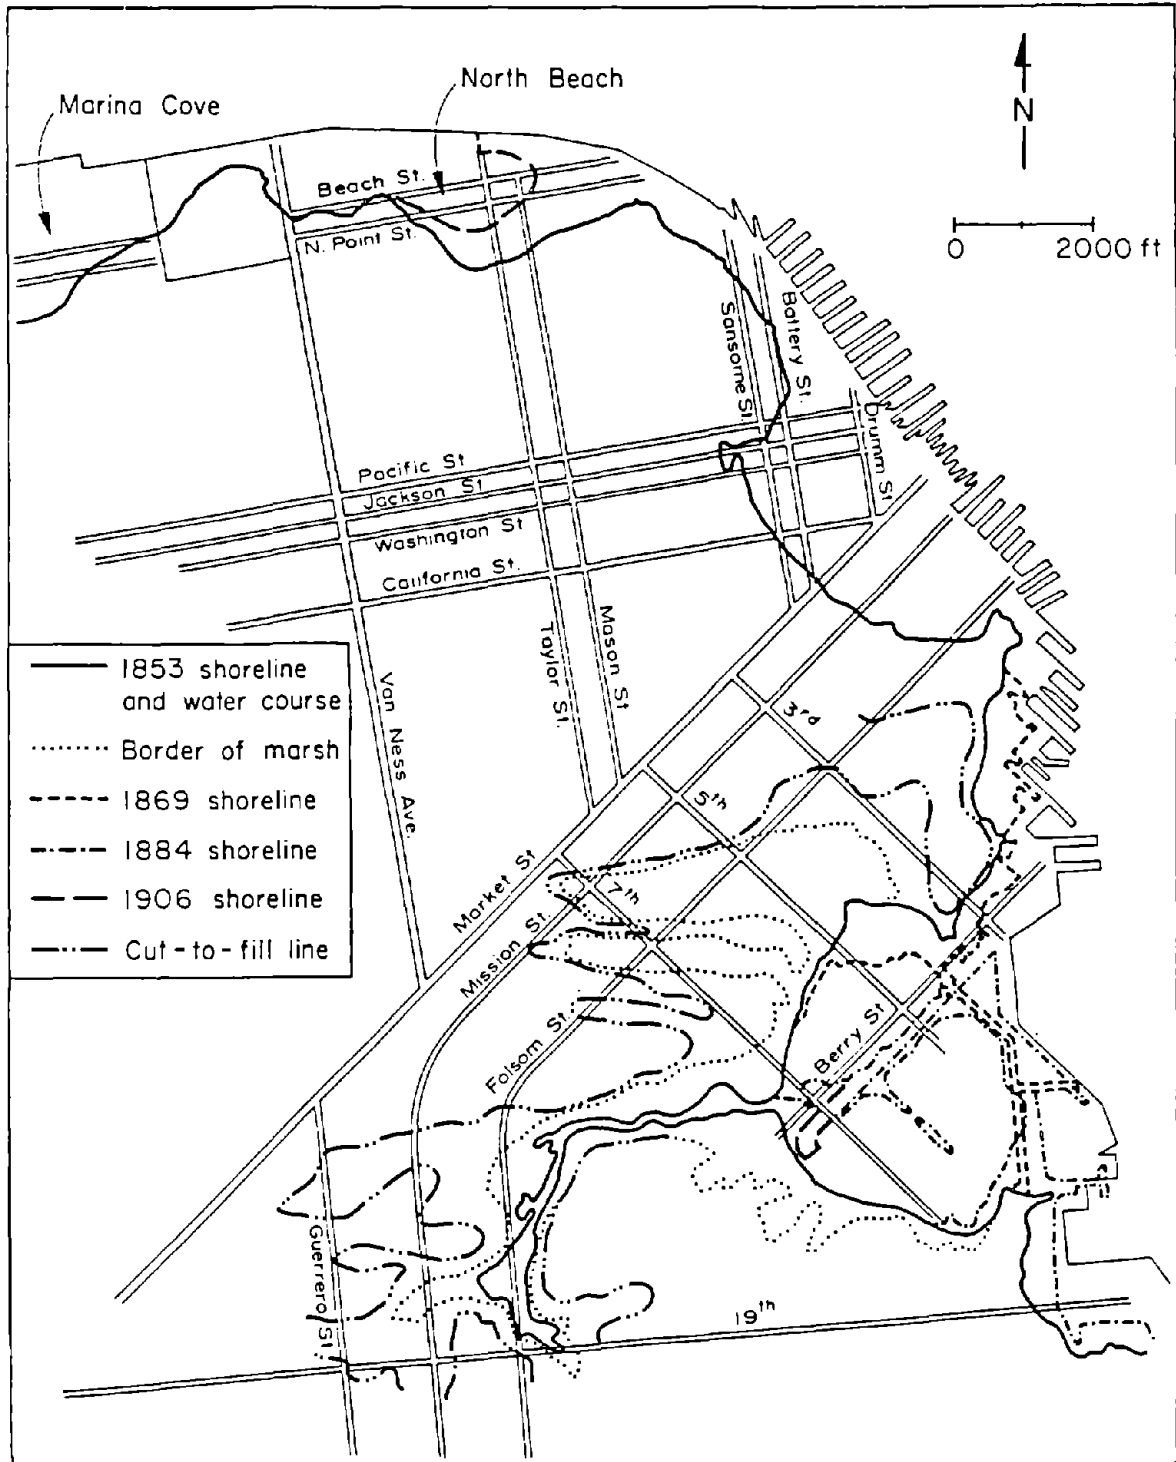 North Beach
Marina Cove
N
Beach St.
N. Point St.
0 2000 ft
Sansome St.
Battery St.
Drumm St.
Pacific St
Jackson St
Washington St
California St.
Taylor St.
Mason St
Van Ness Ave.
1853 shoreline
and water course
Border of marsh
1869 shoreline
1884 shoreline
1906 shoreline
Cut-to-fill line
3rd
5th
7th
Market St
Mission St.
Folsom St.
Berry St
Guerrero St.
19th